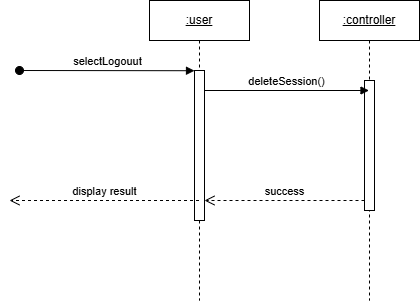 :user
:controller
selectLogouut
deleteSession()
display result
success